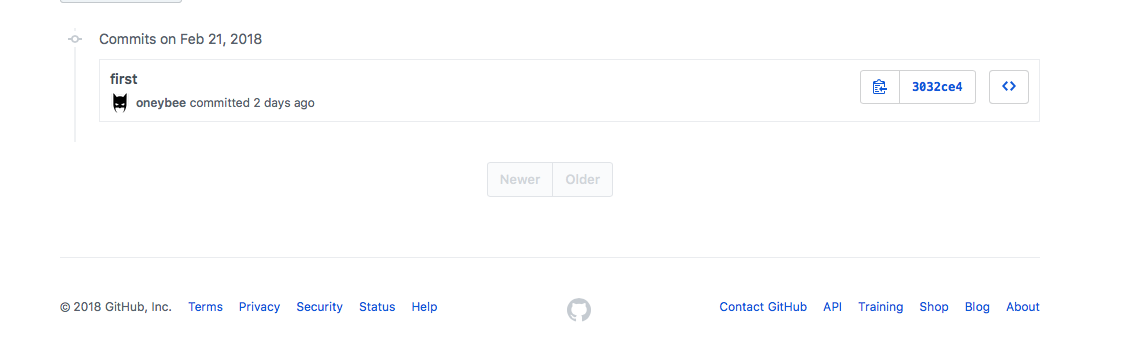 Commits on Feb 21, 2018
first
3032ce4
oneybee committed 2 days ago
Newer Older
© 2018 GitHub, Inc. Terms Privacy Security Status Help Contact GitHub API Training Shop Blog About